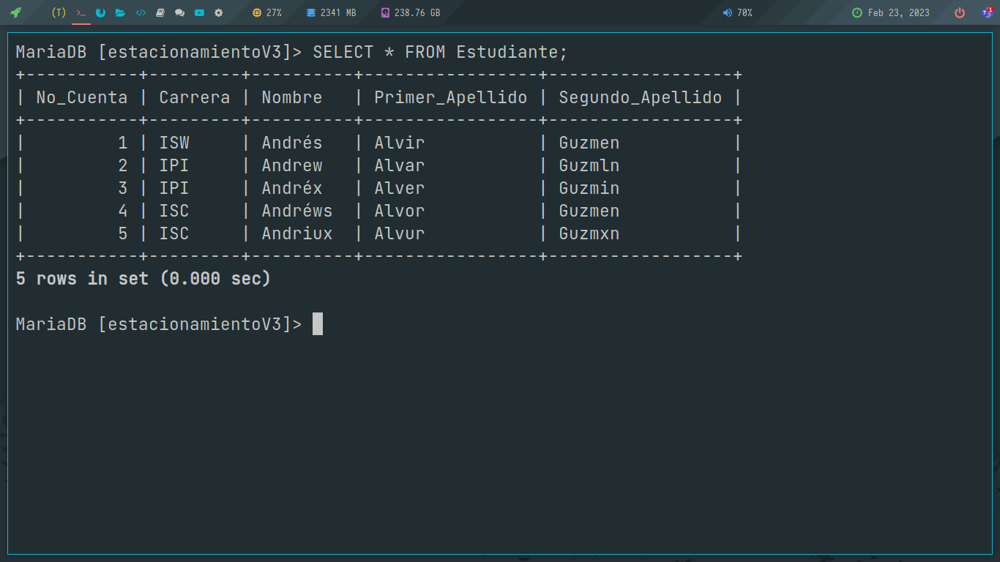 (T) >_ </> 27% 2341 MB 238.76 GB 70% Feb 23, 2023 1
MariaDB [estacionamientoV3]> SELECT * FROM Estudiante;
+-----------+---------+----------+-----------------+------------------+
| No_Cuenta | Carrera | Nombre   | Primer_Apellido | Segundo_Apellido |
+-----------+---------+----------+-----------------+------------------+
|         1 | ISW     | Andrés   | Alvir           | Guzmen           |
|         2 | IPI     | Andrew   | Alvar           | Guzmln           |
|         3 | IPI     | Andréx   | Alver           | Guzmin           |
|         4 | ISC     | Andréws  | Alvor           | Guzmen           |
|         5 | ISC     | Andriux  | Alvur           | Guzmxn           |
+-----------+---------+----------+-----------------+------------------+
5 rows in set (0.000 sec)
MariaDB [estacionamientoV3]>